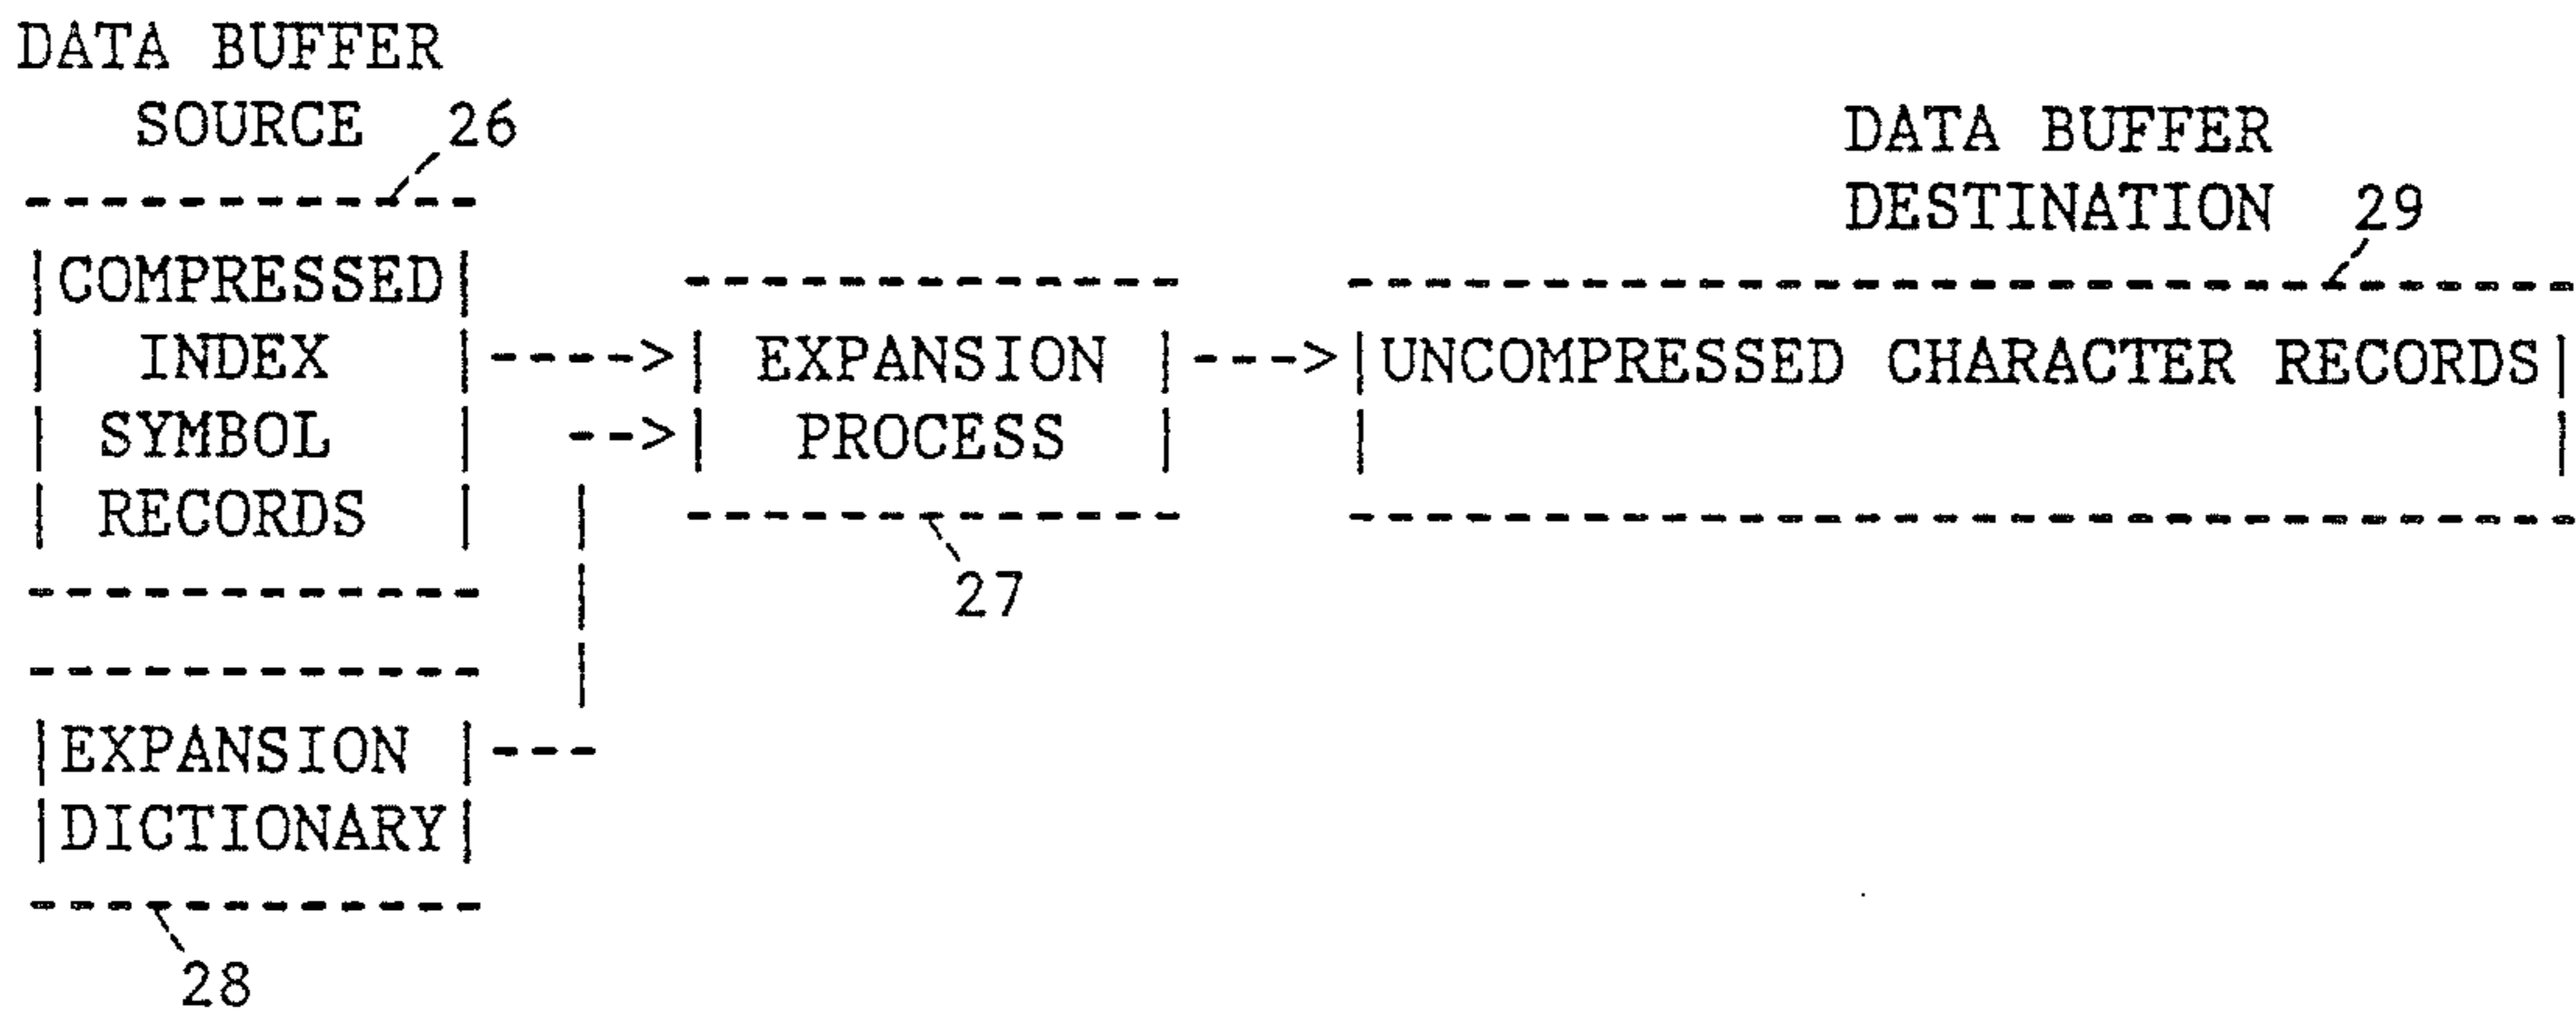 DATA BUFFER
SOURCE 26
COMPRESSED
INDEX
SYMBOL
RECORDS
EXPANSION
DICTIONARY
28
EXPANSION
PROCESS
27
DATA BUFFER
DESTINATION 29
UNCOMPRESSED CHARACTER RECORDS